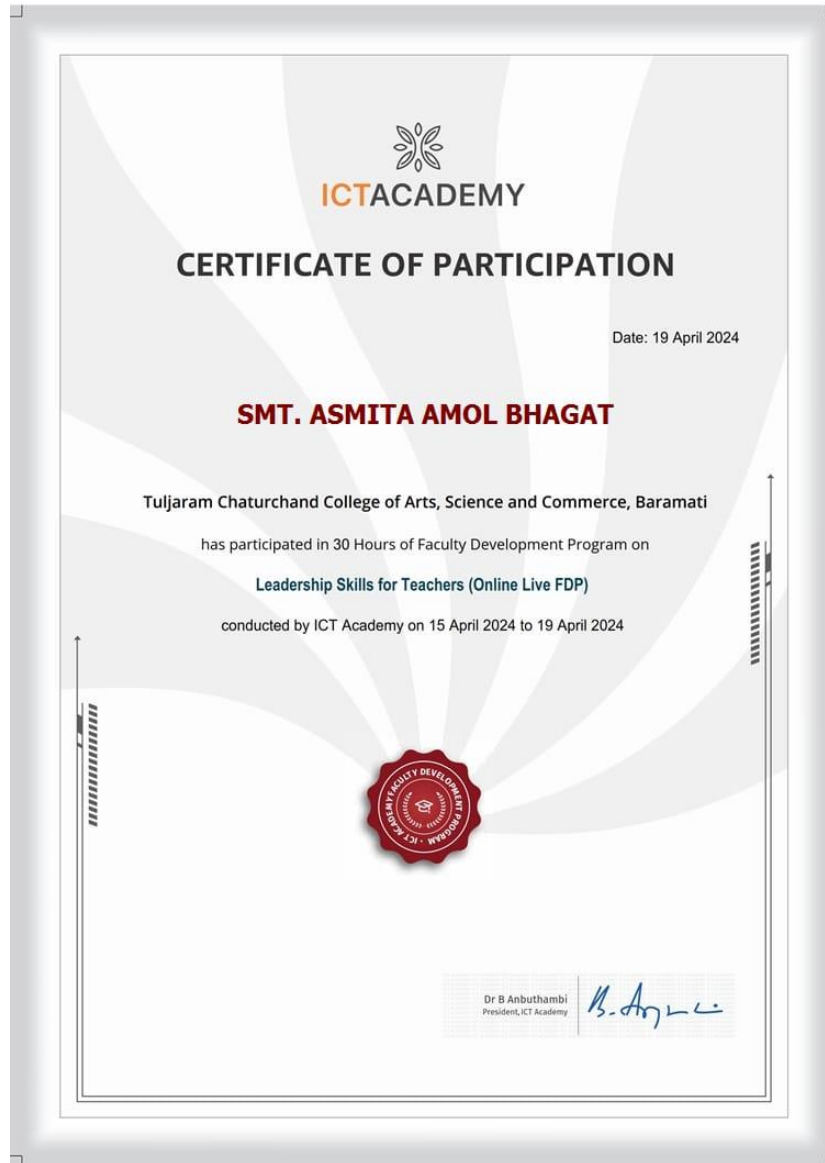 ICTACADEMY
CERTIFICATE OF PARTICIPATION
Date: 19 April 2024
SMT. ASMITA AMOL BHAGAT
Tuljaram Chaturchand College of Arts, Science and Commerce, Baramati
has participated in 30 Hours of Faculty Development Program on
Leadership Skills for Teachers (Online Live FDP)
conducted by ICT Academy on 15 April 2024 to 19 April 2024
FACULTY DEVELOPMENT PROGRAM • ICT ACADEMY
Dr B Anbuthambi
President, ICT Academy